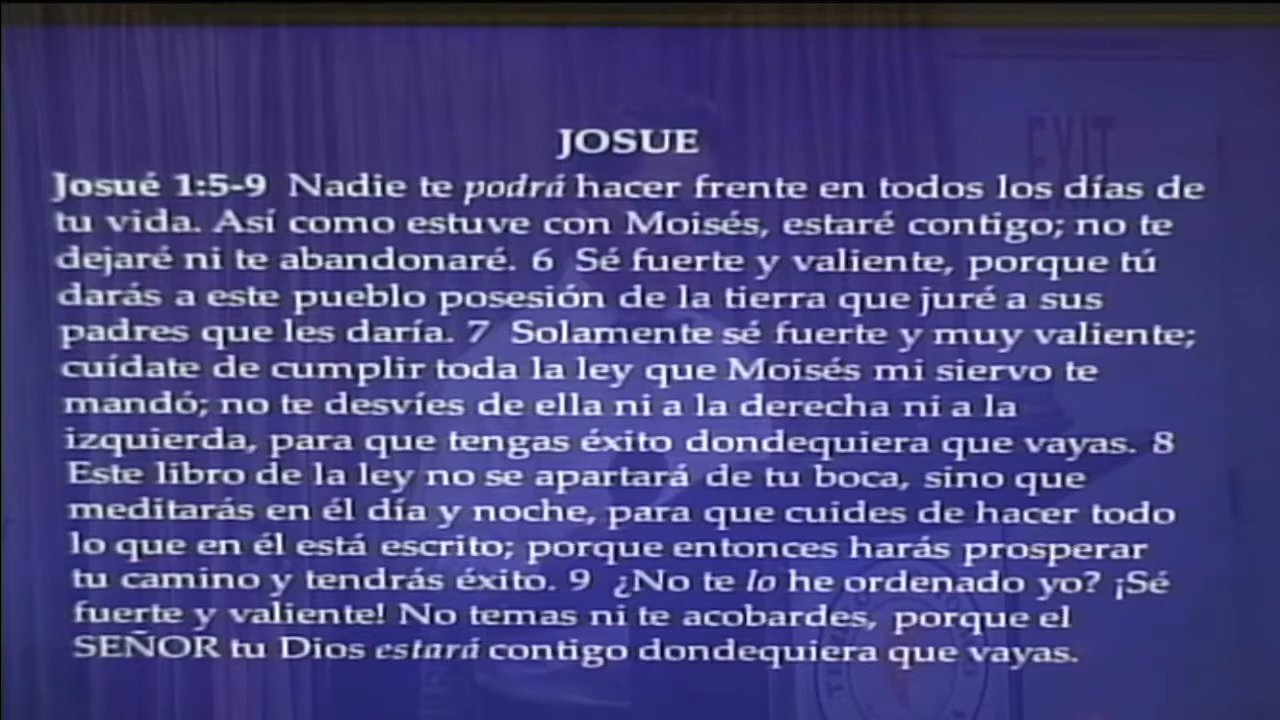 EXIT
JOSUE
Josué 1:5-9 Nadie te podrá hacer frente en todos los días de
tu vida. Así como estuve con Moisés, estaré contigo; no te
dejaré ni te abandonaré. 6 Sé fuerte y valiente, porque tú
darás a este pueblo posesión de la tierra que juré a sus
padres que les daría. 7 Solamente sé fuerte y muy valiente;
cuídate de cumplir toda la ley que Moisés mi siervo te
mandó; no te desvíes de ella ni a la derecha ni a la
izquierda, para que tengas éxito dondequiera que vayas. 8
Este libro de la ley no se apartará de tu boca, sino que
meditarás en él día y noche, para que cuides de hacer todo
lo que en él está escrito; porque entonces harás prosperar
tu camino y tendrás éxito. 9 ¿No te lo he ordenado yo? ¡Sé
fuerte y valiente! No temas ni te acobardes, porque el
SEÑOR tu Dios estará contigo dondequiera que vayas.